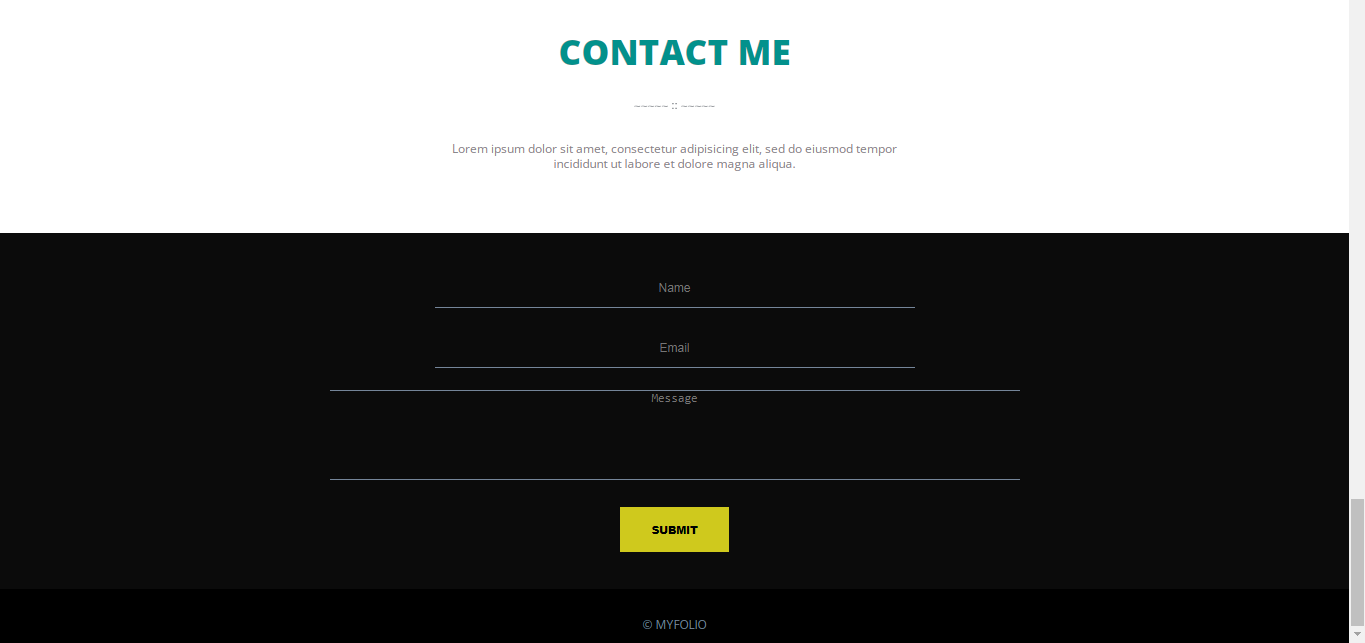 CONTACT ME
~~~~~ :: ~~~~~
Lorem ipsum dolor sit amet, consectetur adipisicing elit, sed do eiusmod tempor
incididunt ut labore et dolore magna aliqua.
Name
Email
Message
SUBMIT
© MYFOLIO